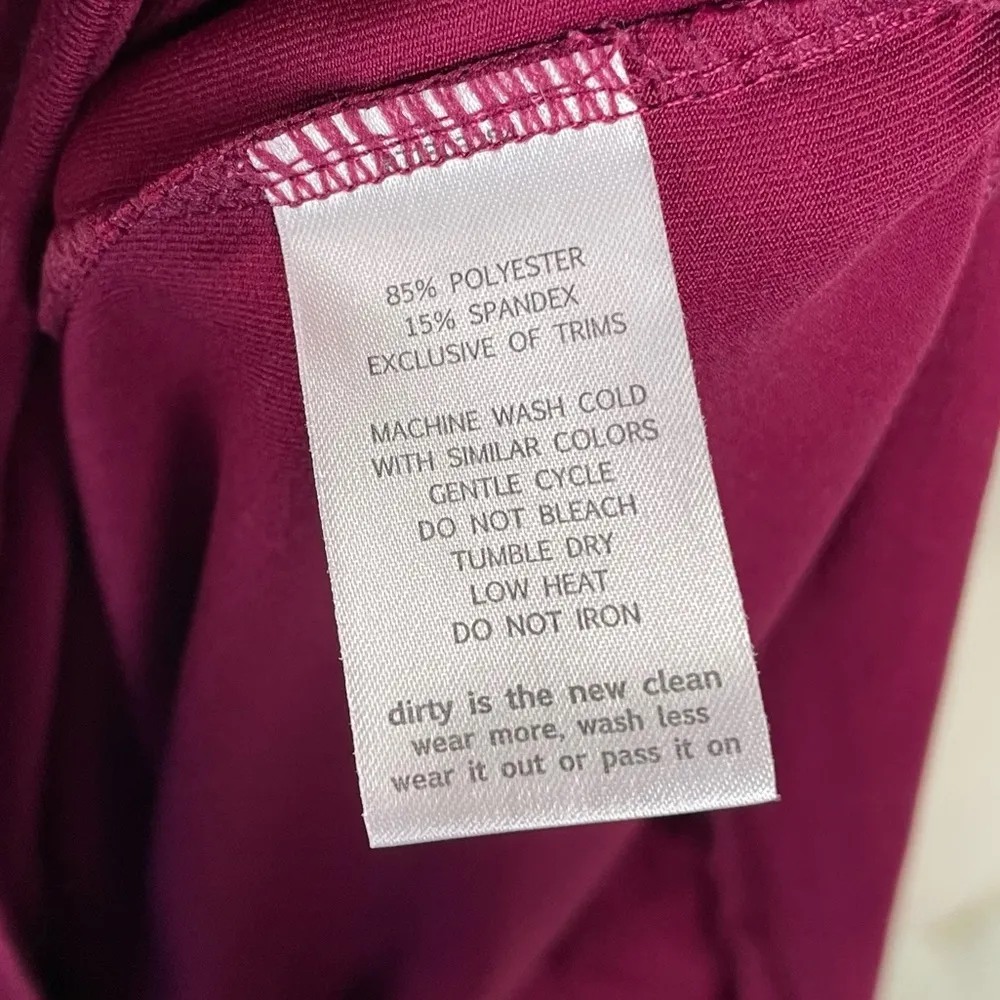 85% POLYESTER
15% SPANDEX
EXCLUSIVE OF TRIMS
MACHINE WASH COLD
WITH SIMILAR COLORS
GENTLE CYCLE
DO NOT BLEACH
TUMBLE DRY
LOW HEAT
DO NOT IRON
dirty is the new clean
wear more, wash less
wear it out or pass it on